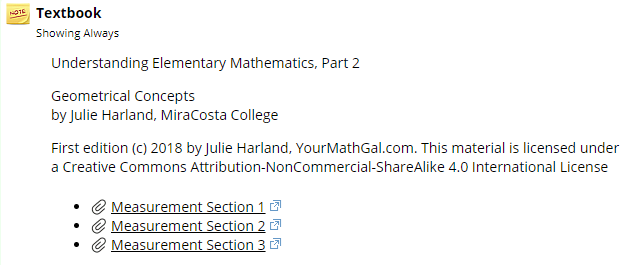 NOTE
Textbook
Showing Always
Understanding Elementary Mathematics, Part 2
Geometrical Concepts
by Julie Harland, MiraCosta College
First edition (c) 2018 by Julie Harland, YourMathGal.com. This material is licensed under
a Creative Commons Attribution-NonCommercial-ShareAlike 4.0 International License
Measurement Section 1
Measurement Section 2
Measurement Section 3